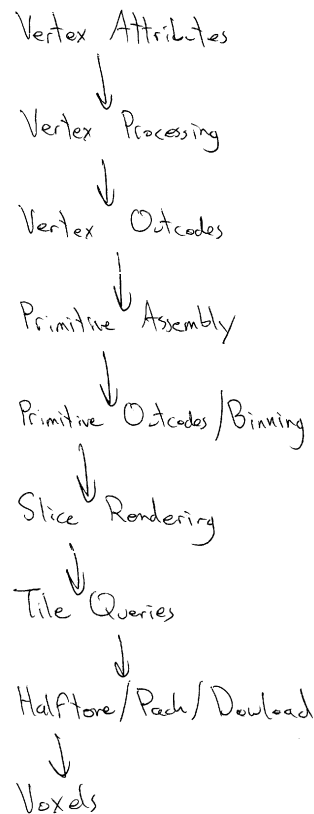 Vertex Attributes
Vertex Processing
Vertex Outcodes
Primitive Assembly
Primitive Outcodes/Binning
Slice Rendering
Tile Queries
Halftone/Pack/Dowload
Voxels